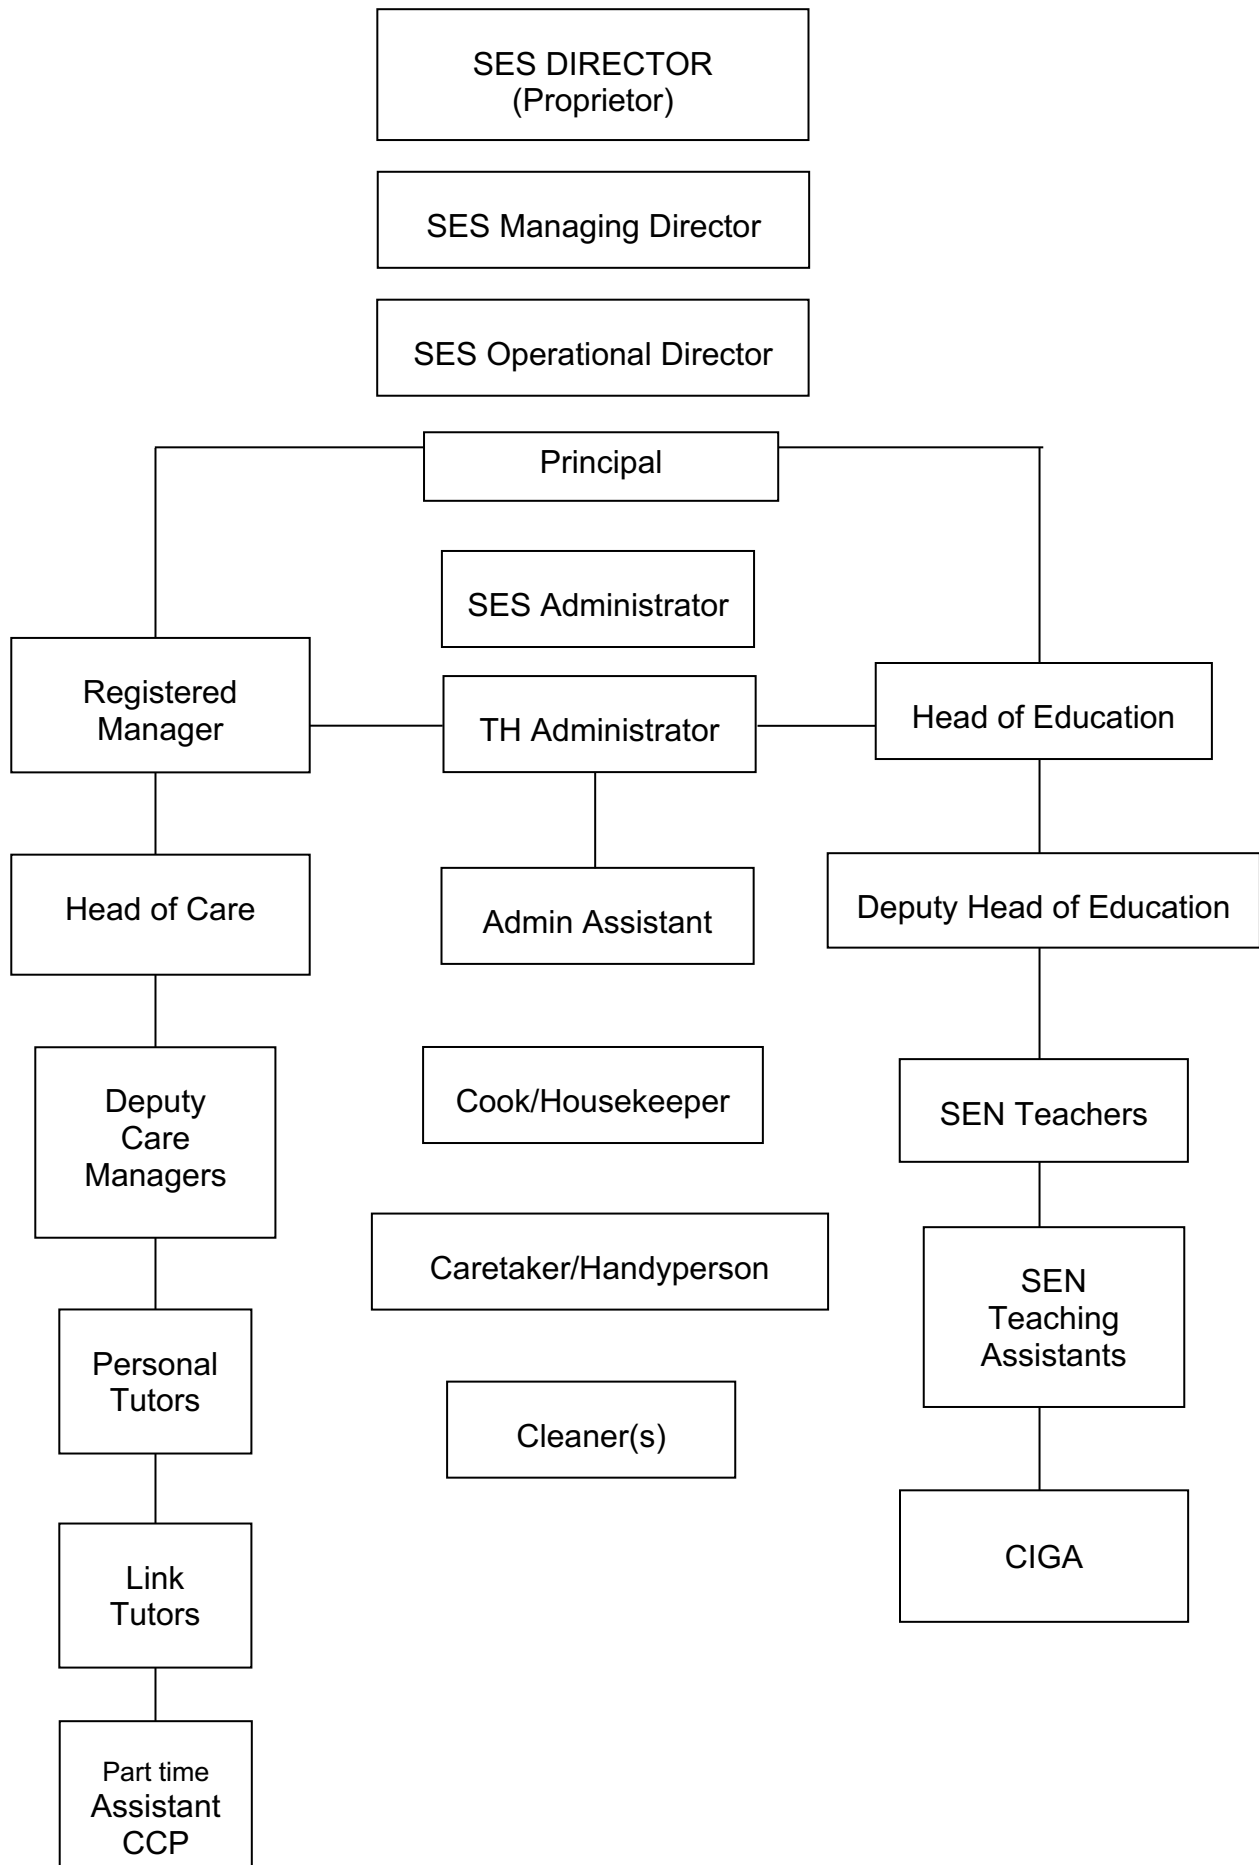 SES DIRECTOR
(Proprietor)
SES Managing Director
SES Operational Director
Principal
SES Administrator
Registered
Manager
TH Administrator
Head of Education
Head of Care
Admin Assistant
Deputy Head of Education
Deputy
Care
Managers
Cook/Housekeeper
SEN Teachers
Caretaker/Handyperson
SEN
Teaching
Assistants
Personal
Tutors
Cleaner(s)
CIGA
Link
Tutors
Part time
Assistant
CCP